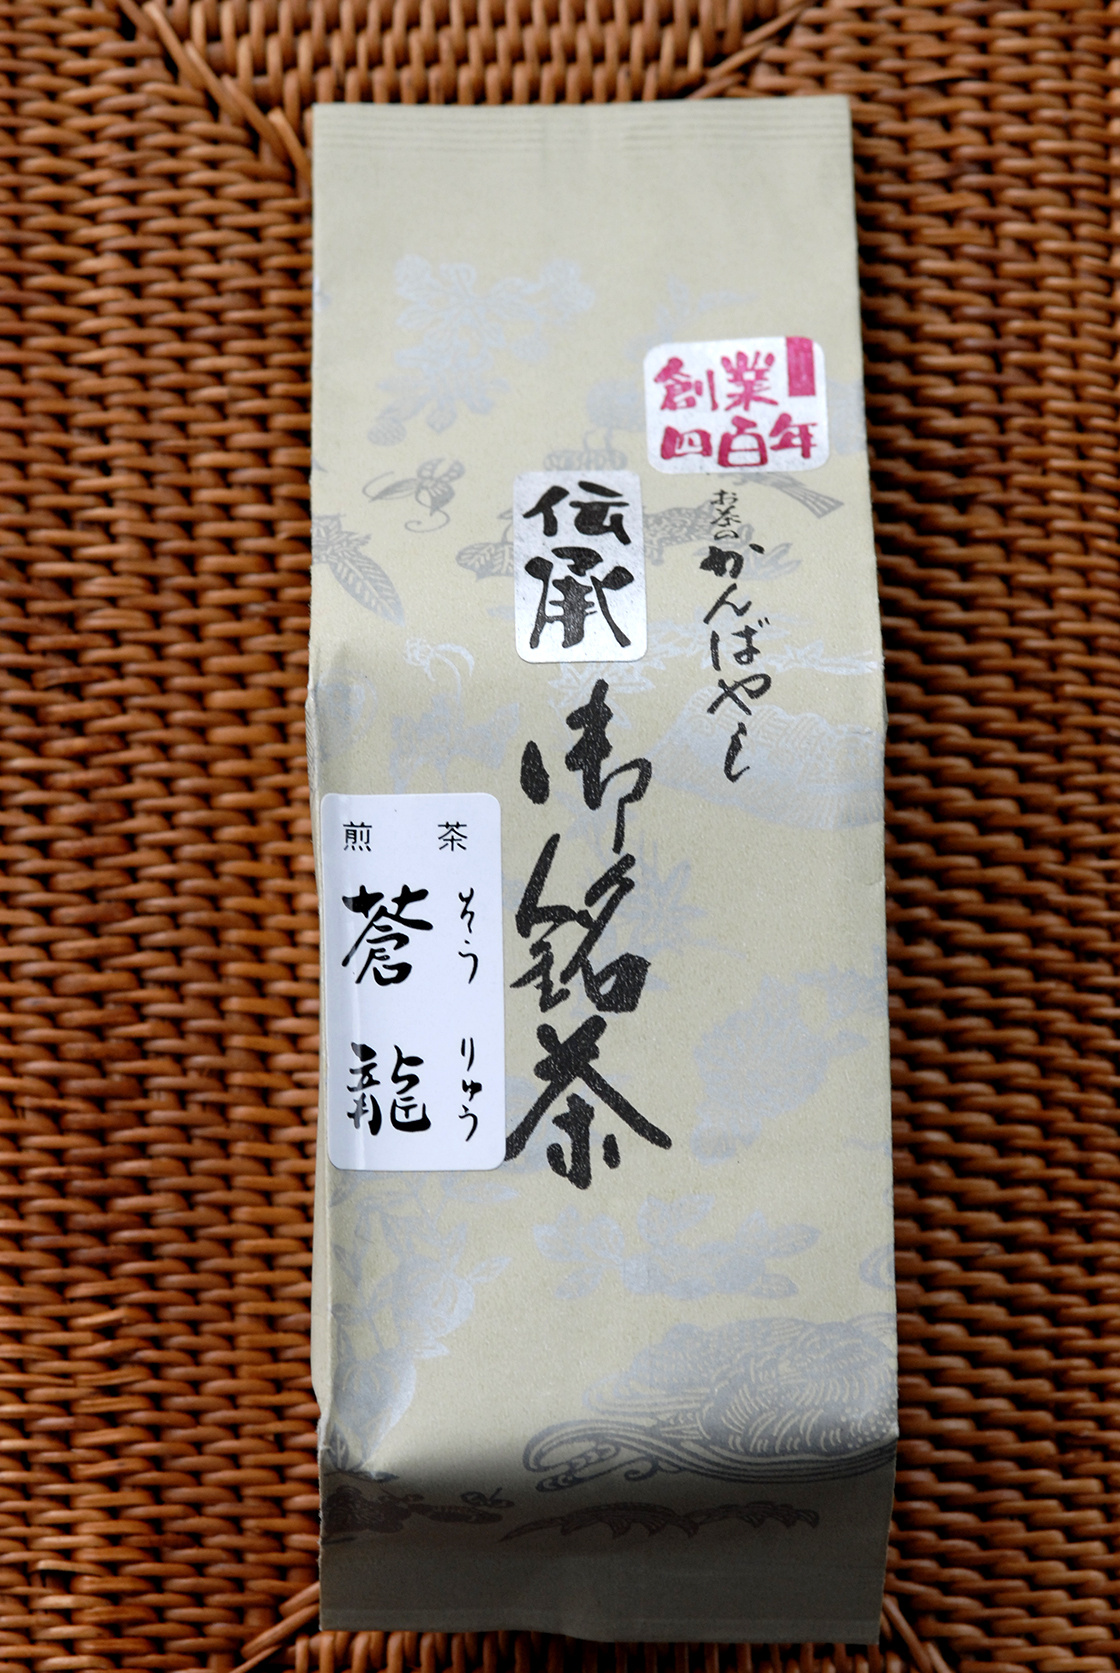 創業
四百年
お茶の
かんばやし
伝承
御銘茶
煎茶
そうりゅう
蒼龍